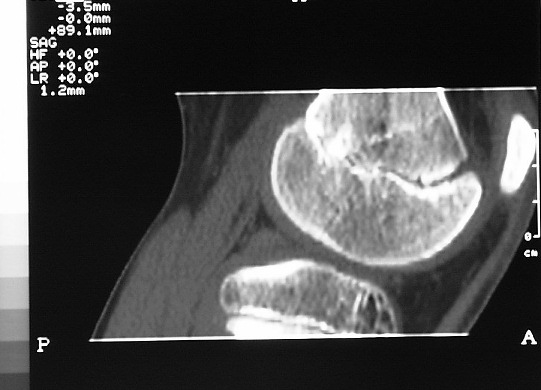 -3.5mm
-0.0mm
+89.1mm
SAG
HF +0.0°
AP +0.0°
LR +0.0°
1.2mm
0
cm
P
A